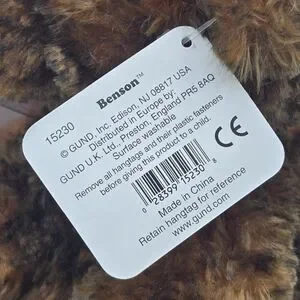 Benson™
15230
© GUND, Inc. Edison, NJ 08817 USA
Distributed in Europe by:
GUND U.K. Ltd., Preston, England PR5 8AQ
Surface washable
Remove all hangtags and their plastic fasteners
before giving this product to a child.
CE
0 28399 15230 8
Made in China
Retain hangtag for reference
www.gund.com